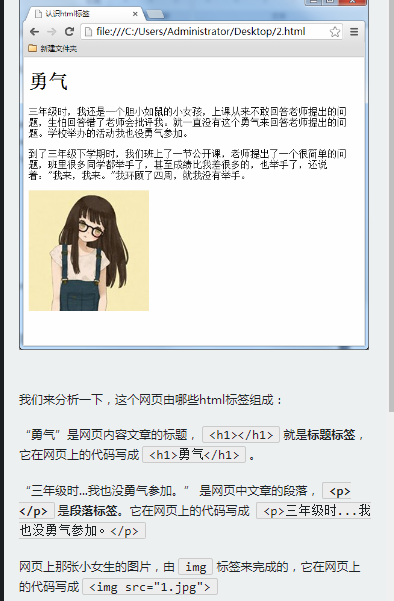 认识html标签
file:///C:/Users/Administrator/Desktop/2.html
新建文件夹
勇气
三年级时，我还是一个胆小如鼠的小女孩，上课从来不敢回答老师提出的问
题，生怕回答错了老师会批评我。就一直没有这个勇气来回答老师提出的问
题。学校举办的活动我也没勇气参加。
到了三年级下学期时，我们班上了一节公开课，老师提出了一个很简单的问
题，班里很多同学都举手了，甚至成绩比我差很多的，也举手了，还说
着。“我来，我来。”我环顾了四周，就我没有举手。
我们来分析一下，这个网页由哪些html标签组成：
“勇气”是网页内容文章的标题， <h1></h1> 就是标题标签，
它在网页上的代码写成 <h1>勇气</h1> 。
“三年级时...我也没勇气参加。” 是网页中文章的段落， <p>
</p> 是段落标签。它在网页上的代码写成 <p>三年级时...我
也没勇气参加。</p>
网页上那张小女生的图片，由 img 标签来完成的，它在网页上
的代码写成 <img src="1.jpg">